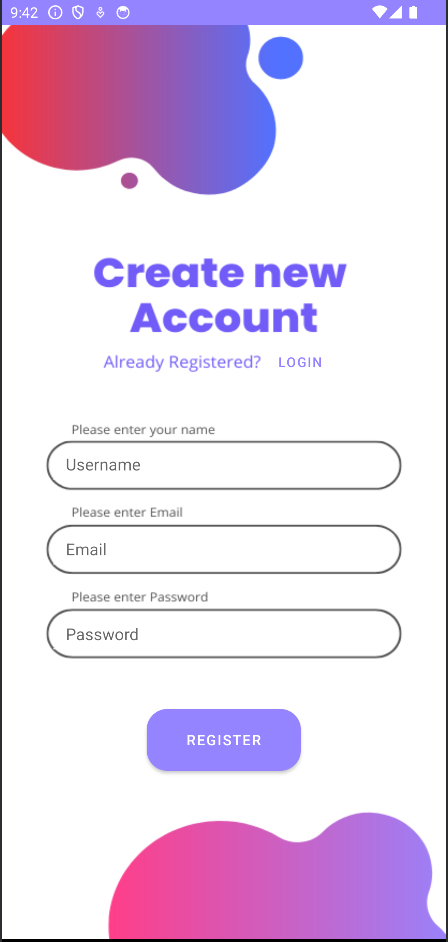 9:42
Create new
Account
Already Registered? LOGIN
Please enter your name
Username
Please enter Email
Email
Please enter Password
Password
REGISTER